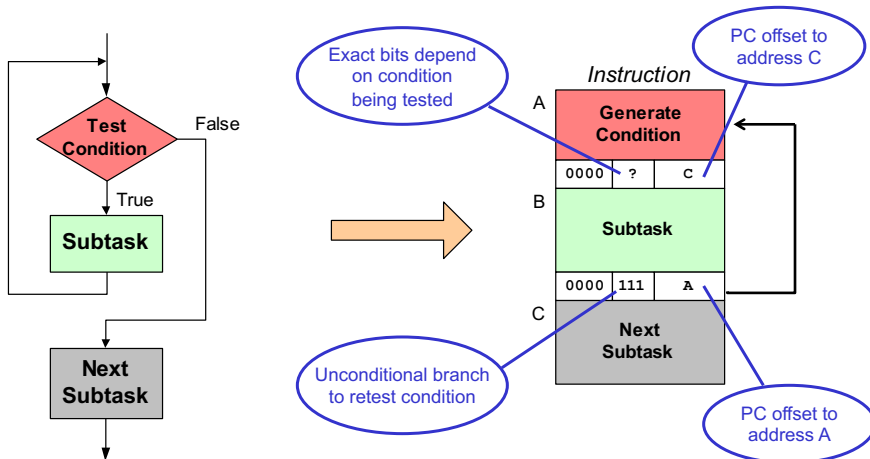 Test
Condition
False
True
Subtask
Next
Subtask
Exact bits depend
on condition
being tested
Instruction
PC offset to
address C
A
Generate
Condition
0000 ? C
B
Subtask
0000 111 A
C
Next
Subtask
Unconditional branch
to retest condition
PC offset to
address A